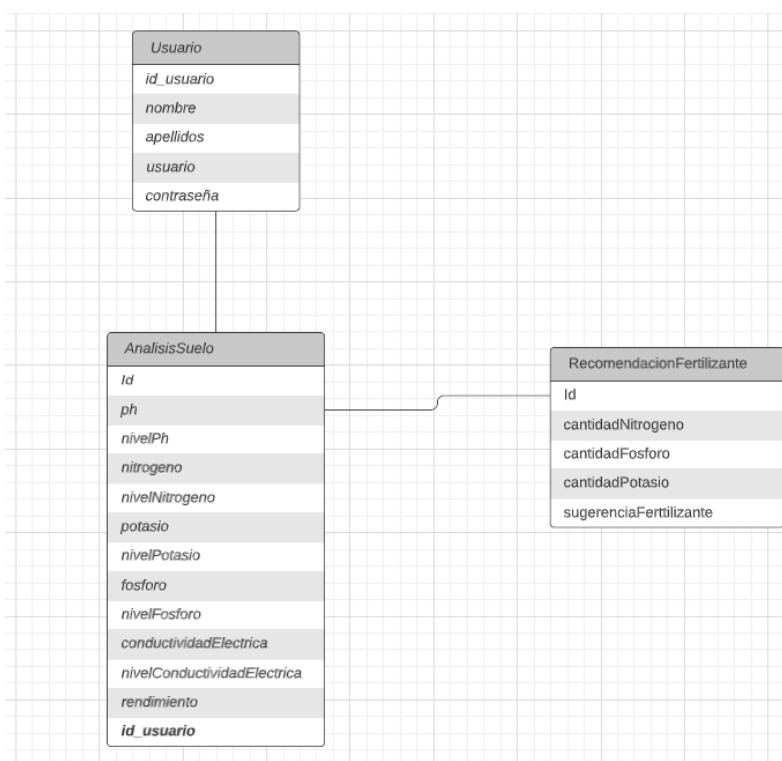 Usuario
id_usuario
nombre
apellidos
usuario
contraseña
AnalisisSuelo
Id
ph
nivelPh
nitrogeno
nivelNitrogeno
potasio
nivelPotasio
fosforo
nivelFosforo
conductividadElectrica
nivelConductividadElectrica
rendimiento
id_usuario
RecomendacionFertilizante
Id
cantidadNitrogeno
cantidadFosforo
cantidadPotasio
sugerenciaFerttilizante